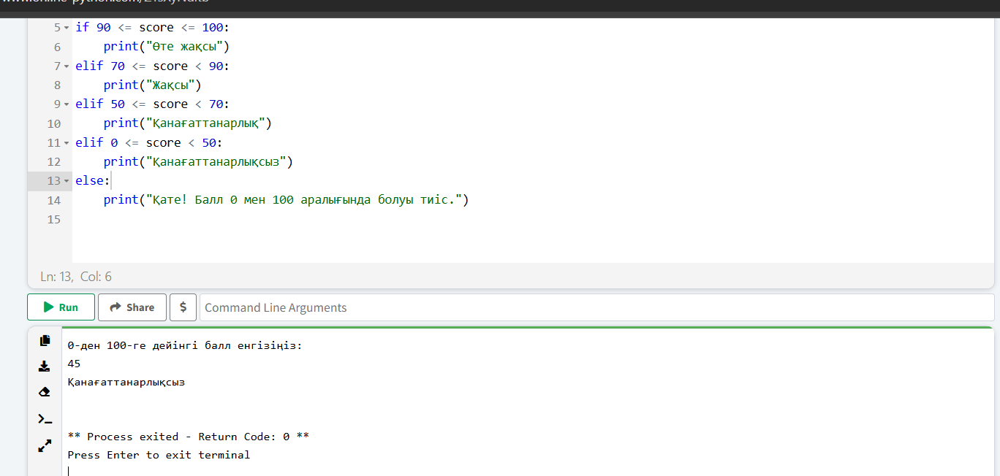 5 if 90 <= score <= 100:
6 print("Өте жақсы")
7 elif 70 <= score < 90:
8 print("Жақсы")
9 elif 50 <= score < 70:
10 print("Қанағаттанарлық")
11 elif 0 <= score < 50:
12 print("Қанағаттанарлықсыз")
13 else:
14 print("Қате! Балл 0 мен 100 аралығында болуы тиіс.")
15
Ln: 13, Col: 6
Run Share $ Command Line Arguments
0-ден 100-ге дейінгі балл енгізіңіз:
45
Қанағаттанарлықсыз
** Process exited - Return Code: 0 **
Press Enter to exit terminal